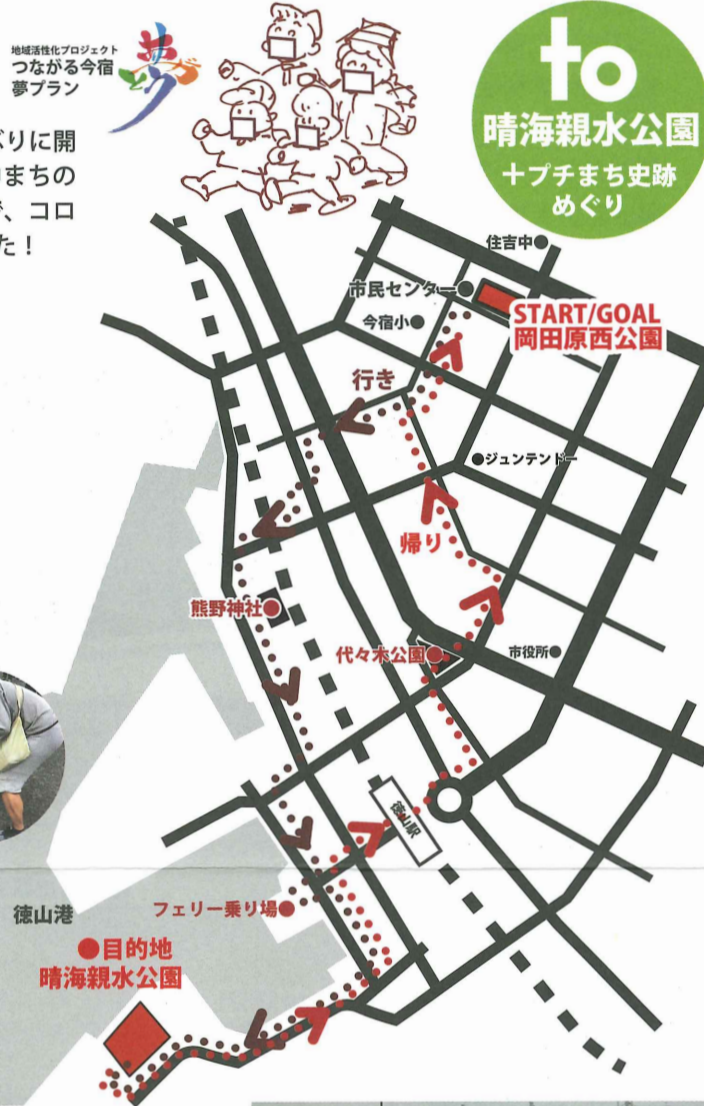 地域活性化プロジェクト
つながる今宿
夢プラン
ぶりに開
まちの
、コロ
た！
to
晴海親水公園
＋プチまち史跡
めぐり
住吉中●
市民センター●
今宿小●
START/GOAL
岡田原西公園
行き
●ジュンテンドー
帰り
熊野神社●
代々木公園●
市役所●
徳山駅
徳山港
フェリー乗り場●
●目的地
晴海親水公園